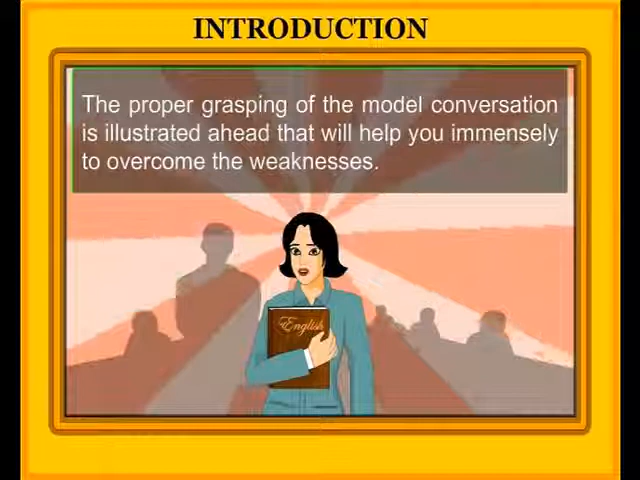 INTRODUCTION
The proper grasping of the model conversation
is illustrated ahead that will help you immensely
to overcome the weaknesses.
English